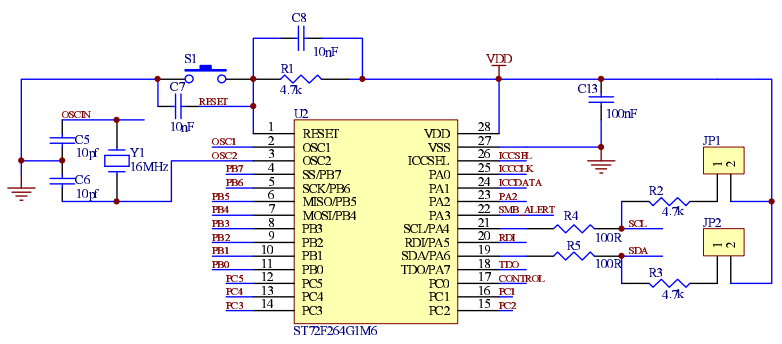 C8
10nF
S1
R1
4.7k
VDD
C7
10nF
RESET
C13
100nF
OSCIN
C5
10pf
Y1
16MHz
C6
10pf
U2
OSC1
OSC2
PB7
PB6
PB5
PB4
PB3
PB2
PB1
PB0
PC5
PC4
PC3
1 RESET VDD 28
2 OSC1 VSS 27
3 OSC2 ICCSEL 26
4 SS/PB7 PA0 25
5 SCK/PB6 PA1 24
6 MISO/PB5 PA2 23
7 MOSI/PB4 PA3 22
8 PB3 SCL/PA4 21
9 PB2 RDI/PA5 20
10 PB1 SDA/PA6 19
11 PB0 TDO/PA7 18
12 PC5 PC0 17
13 PC4 PC1 16
14 PC3 PC2 15
ST72F264G1M6
ICCSEL
ICCCLK
ICCDATA
PA2
SMB_ALERT
RDI
TDO
CONTROL
PC1
PC2
R4
100R
R5
100R
SCL
SDA
R2
4.7k
R3
4.7k
JP1
1 2
JP2
1 2